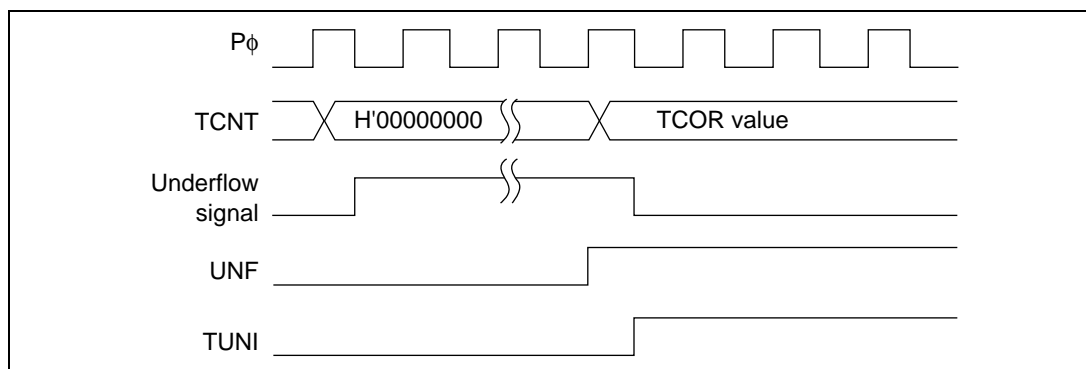 Pϕ
TCNT H'00000000 TCOR value
Underflow
signal
UNF
TUNI